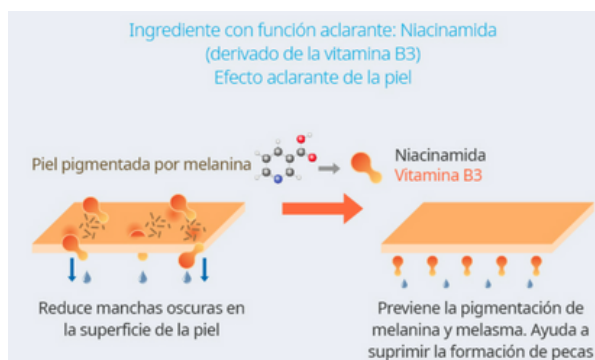 Ingrediente con función aclarante: Niacinamida
(derivado de la vitamina B3)
Efecto aclarante de la piel
Piel pigmentada por melanina
Niacinamida
Vitamina B3
Reduce manchas oscuras en
la superficie de la piel
Previene la pigmentación de
melanina y melasma. Ayuda a
suprimir la formación de pecas